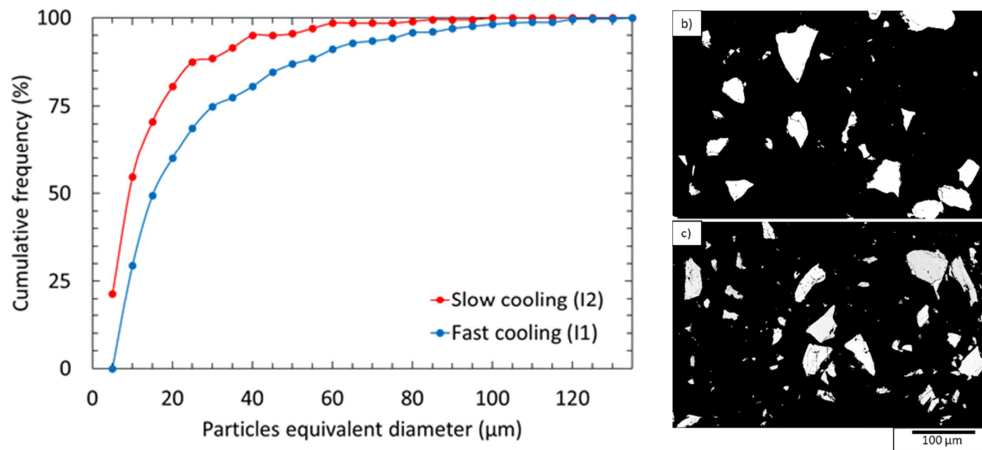 100
75
50
25
0
Cumulative frequency (%)
Slow cooling (I2)
Fast cooling (I1)
0 20 40 60 80 100 120
Particles equivalent diameter (μm)
b)
c)
100 μm